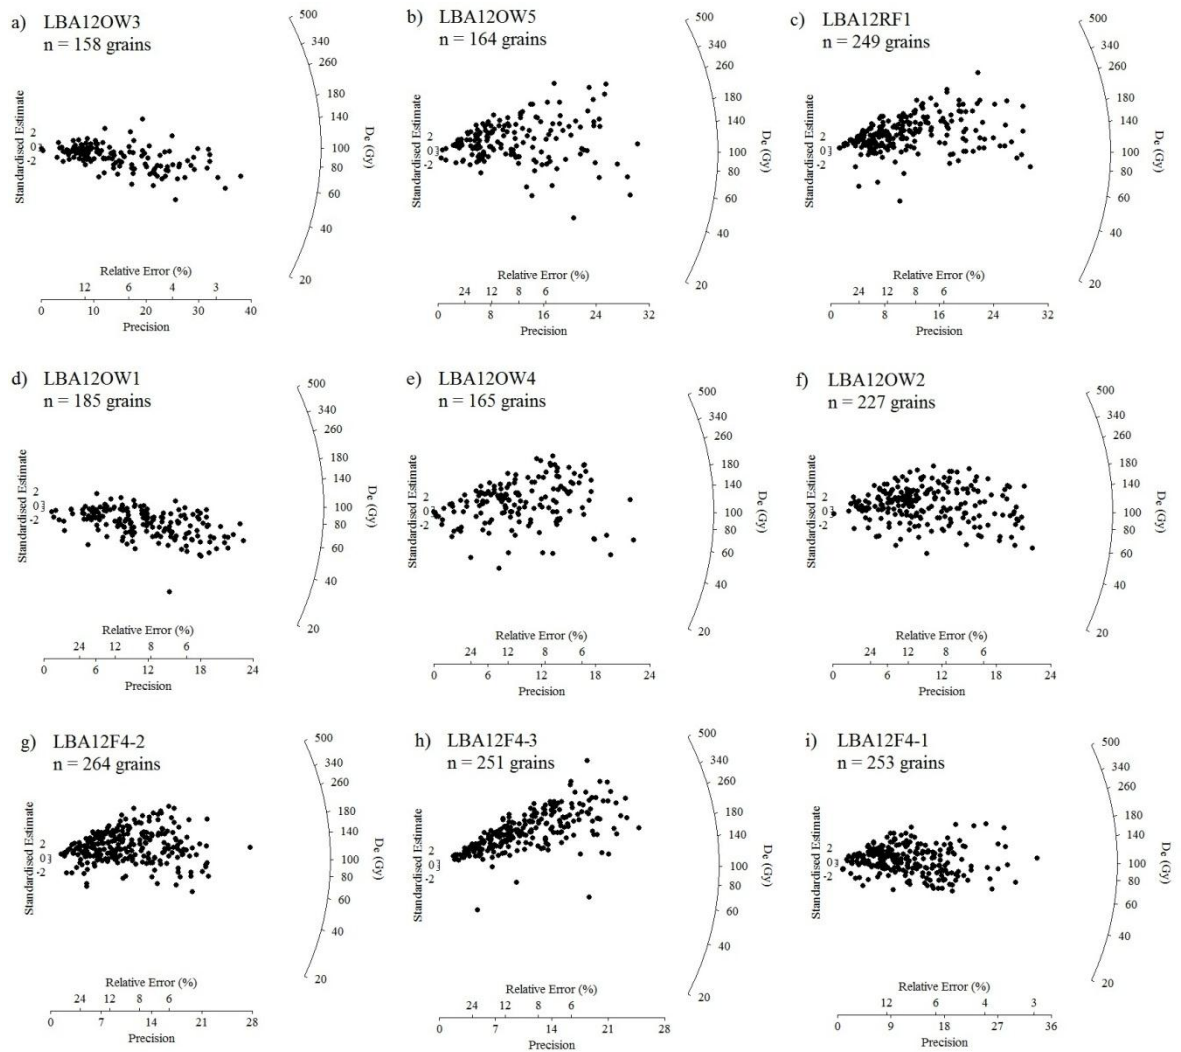 a) LBA12OW3
n = 158 grains
Standardised Estimate
2
0
-2
500
340
260
180
140
100
80
60
40
20
De (Gy)
Relative Error (%)
12 6 4 3
0 10 20 30 40
Precision
b) LBA12OW5
n = 164 grains
Standardised Estimate
2
0
-2
500
340
260
180
140
100
80
60
40
20
De (Gy)
Relative Error (%)
24 12 8 6
0 8 16 24 32
Precision
c) LBA12RF1
n = 249 grains
Standardised Estimate
2
0
-2
500
340
260
180
140
100
80
60
40
20
De (Gy)
Relative Error (%)
24 12 8 6
0 8 16 24 32
Precision
d) LBA12OW1
n = 185 grains
Standardised Estimate
2
0
-2
500
340
260
180
140
100
80
60
40
20
De (Gy)
Relative Error (%)
24 12 8 6
0 6 12 18 24
Precision
e) LBA12OW4
n = 165 grains
Standardised Estimate
2
0
-2
500
340
260
180
140
100
80
60
40
20
De (Gy)
Relative Error (%)
24 12 8 6
0 6 12 18 24
Precision
f) LBA12OW2
n = 227 grains
Standardised Estimate
2
0
-2
500
340
260
180
140
100
80
60
40
20
De (Gy)
Relative Error (%)
24 12 8 6
0 6 12 18 24
Precision
g) LBA12F4-2
n = 264 grains
Standardised Estimate
2
0
-2
500
340
260
180
140
100
80
60
40
20
De (Gy)
Relative Error (%)
24 12 8 6
0 7 14 21 28
Precision
h) LBA12F4-3
n = 251 grains
Standardised Estimate
2
0
-2
500
340
260
180
140
100
80
60
40
20
De (Gy)
Relative Error (%)
24 12 8 6
0 7 14 21 28
Precision
i) LBA12F4-1
n = 253 grains
Standardised Estimate
2
0
-2
500
340
260
180
140
100
80
60
40
20
De (Gy)
Relative Error (%)
12 6 4 3
0 9 18 27 36
Precision